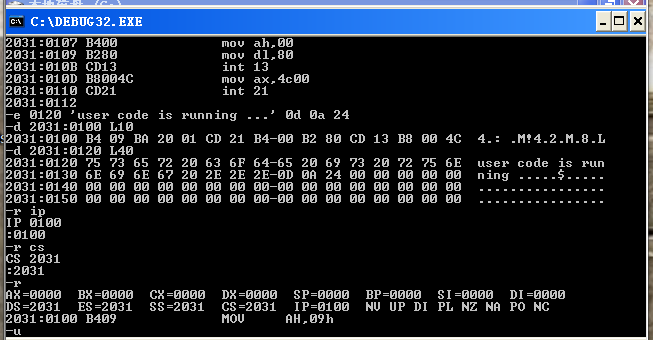 C:\DEBUG32.EXE
2031:0107 B400 mov ah,00
2031:0109 B280 mov dl,80
2031:010B CD13 int 13
2031:010D B8004C mov ax,4c00
2031:0110 CD21 int 21
2031:0112
-e 0120 'user code is running ...' 0d 0a 24
-d 2031:0100 L10
2031:0100 B4 09 BA 20 01 CD 21 B4-00 B2 80 CD 13 B8 00 4C 4.: .M!4.2.M.8.L
-d 2031:0120 L40
2031:0120 75 73 65 72 20 63 6F 64-65 20 69 73 20 72 75 6E user code is run
2031:0130 6E 69 6E 67 20 2E 2E 2E-0D 0A 24 00 00 00 00 00 ning .....$.....
2031:0140 00 00 00 00 00 00 00 00-00 00 00 00 00 00 00 00 ................
2031:0150 00 00 00 00 00 00 00 00-00 00 00 00 00 00 00 00 ................
-r ip
IP 0100
:0100
-r cs
CS 2031
:2031
-r
AX=0000 BX=0000 CX=0000 DX=0000 SP=0000 BP=0000 SI=0000 DI=0000
DS=2031 ES=2031 SS=2031 CS=2031 IP=0100 NV UP DI PL NZ NA PO NC
2031:0100 B409 MOV AH,09h
-u